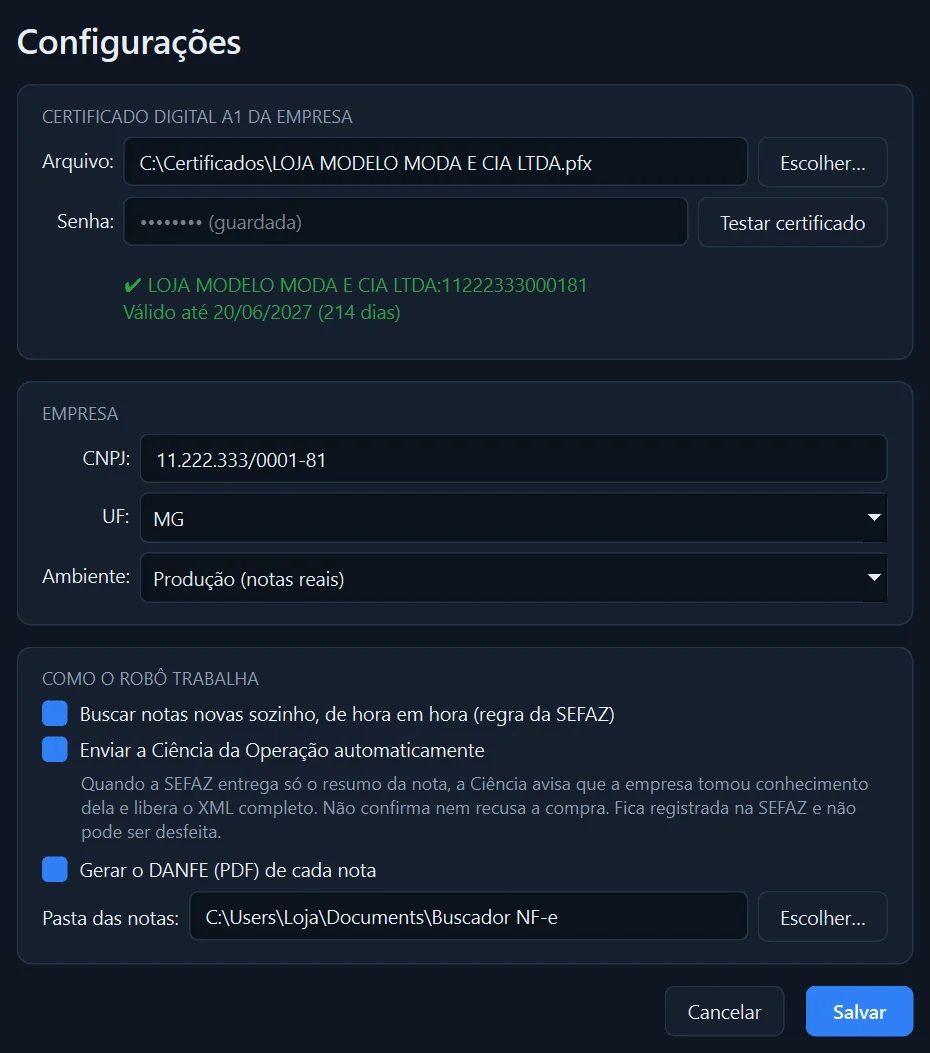 Configurações
CERTIFICADO DIGITAL A1 DA EMPRESA
Arquivo: C:\Certificados\LOJA MODELO MODA E CIA LTDA.pfx Escolher...
Senha: •••••••• (guardada) Testar certificado
✔ LOJA MODELO MODA E CIA LTDA:11222333000181
Válido até 20/06/2027 (214 dias)
EMPRESA
CNPJ: 11.222.333/0001-81
UF: MG
Ambiente: Produção (notas reais)
COMO O ROBÔ TRABALHA
Buscar notas novas sozinho, de hora em hora (regra da SEFAZ)
Enviar a Ciência da Operação automaticamente
Quando a SEFAZ entrega só o resumo da nota, a Ciência avisa que a empresa tomou conhecimento
dela e libera o XML completo. Não confirma nem recusa a compra. Fica registrada na SEFAZ e não
pode ser desfeita.
Gerar o DANFE (PDF) de cada nota
Pasta das notas: C:\Users\Loja\Documents\Buscador NF-e Escolher...
Cancelar Salvar